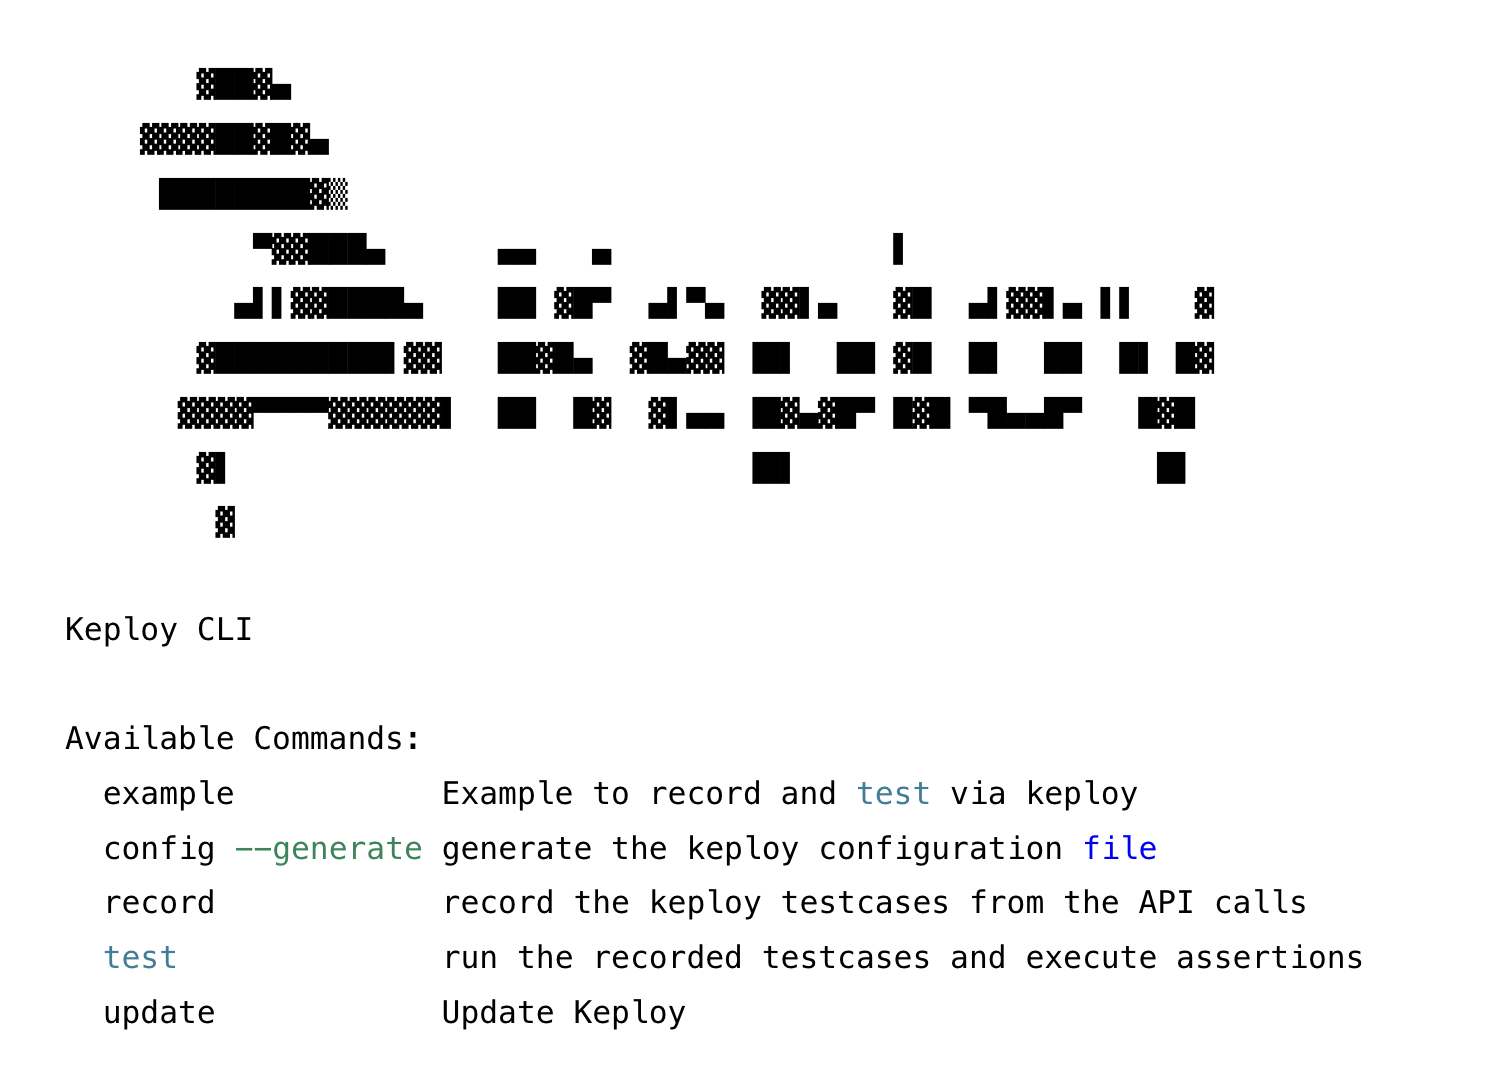 keploy
Keploy CLI
Available Commands:
example Example to record and test via keploy
config --generate generate the keploy configuration file
record record the keploy testcases from the API calls
test run the recorded testcases and execute assertions
update Update Keploy